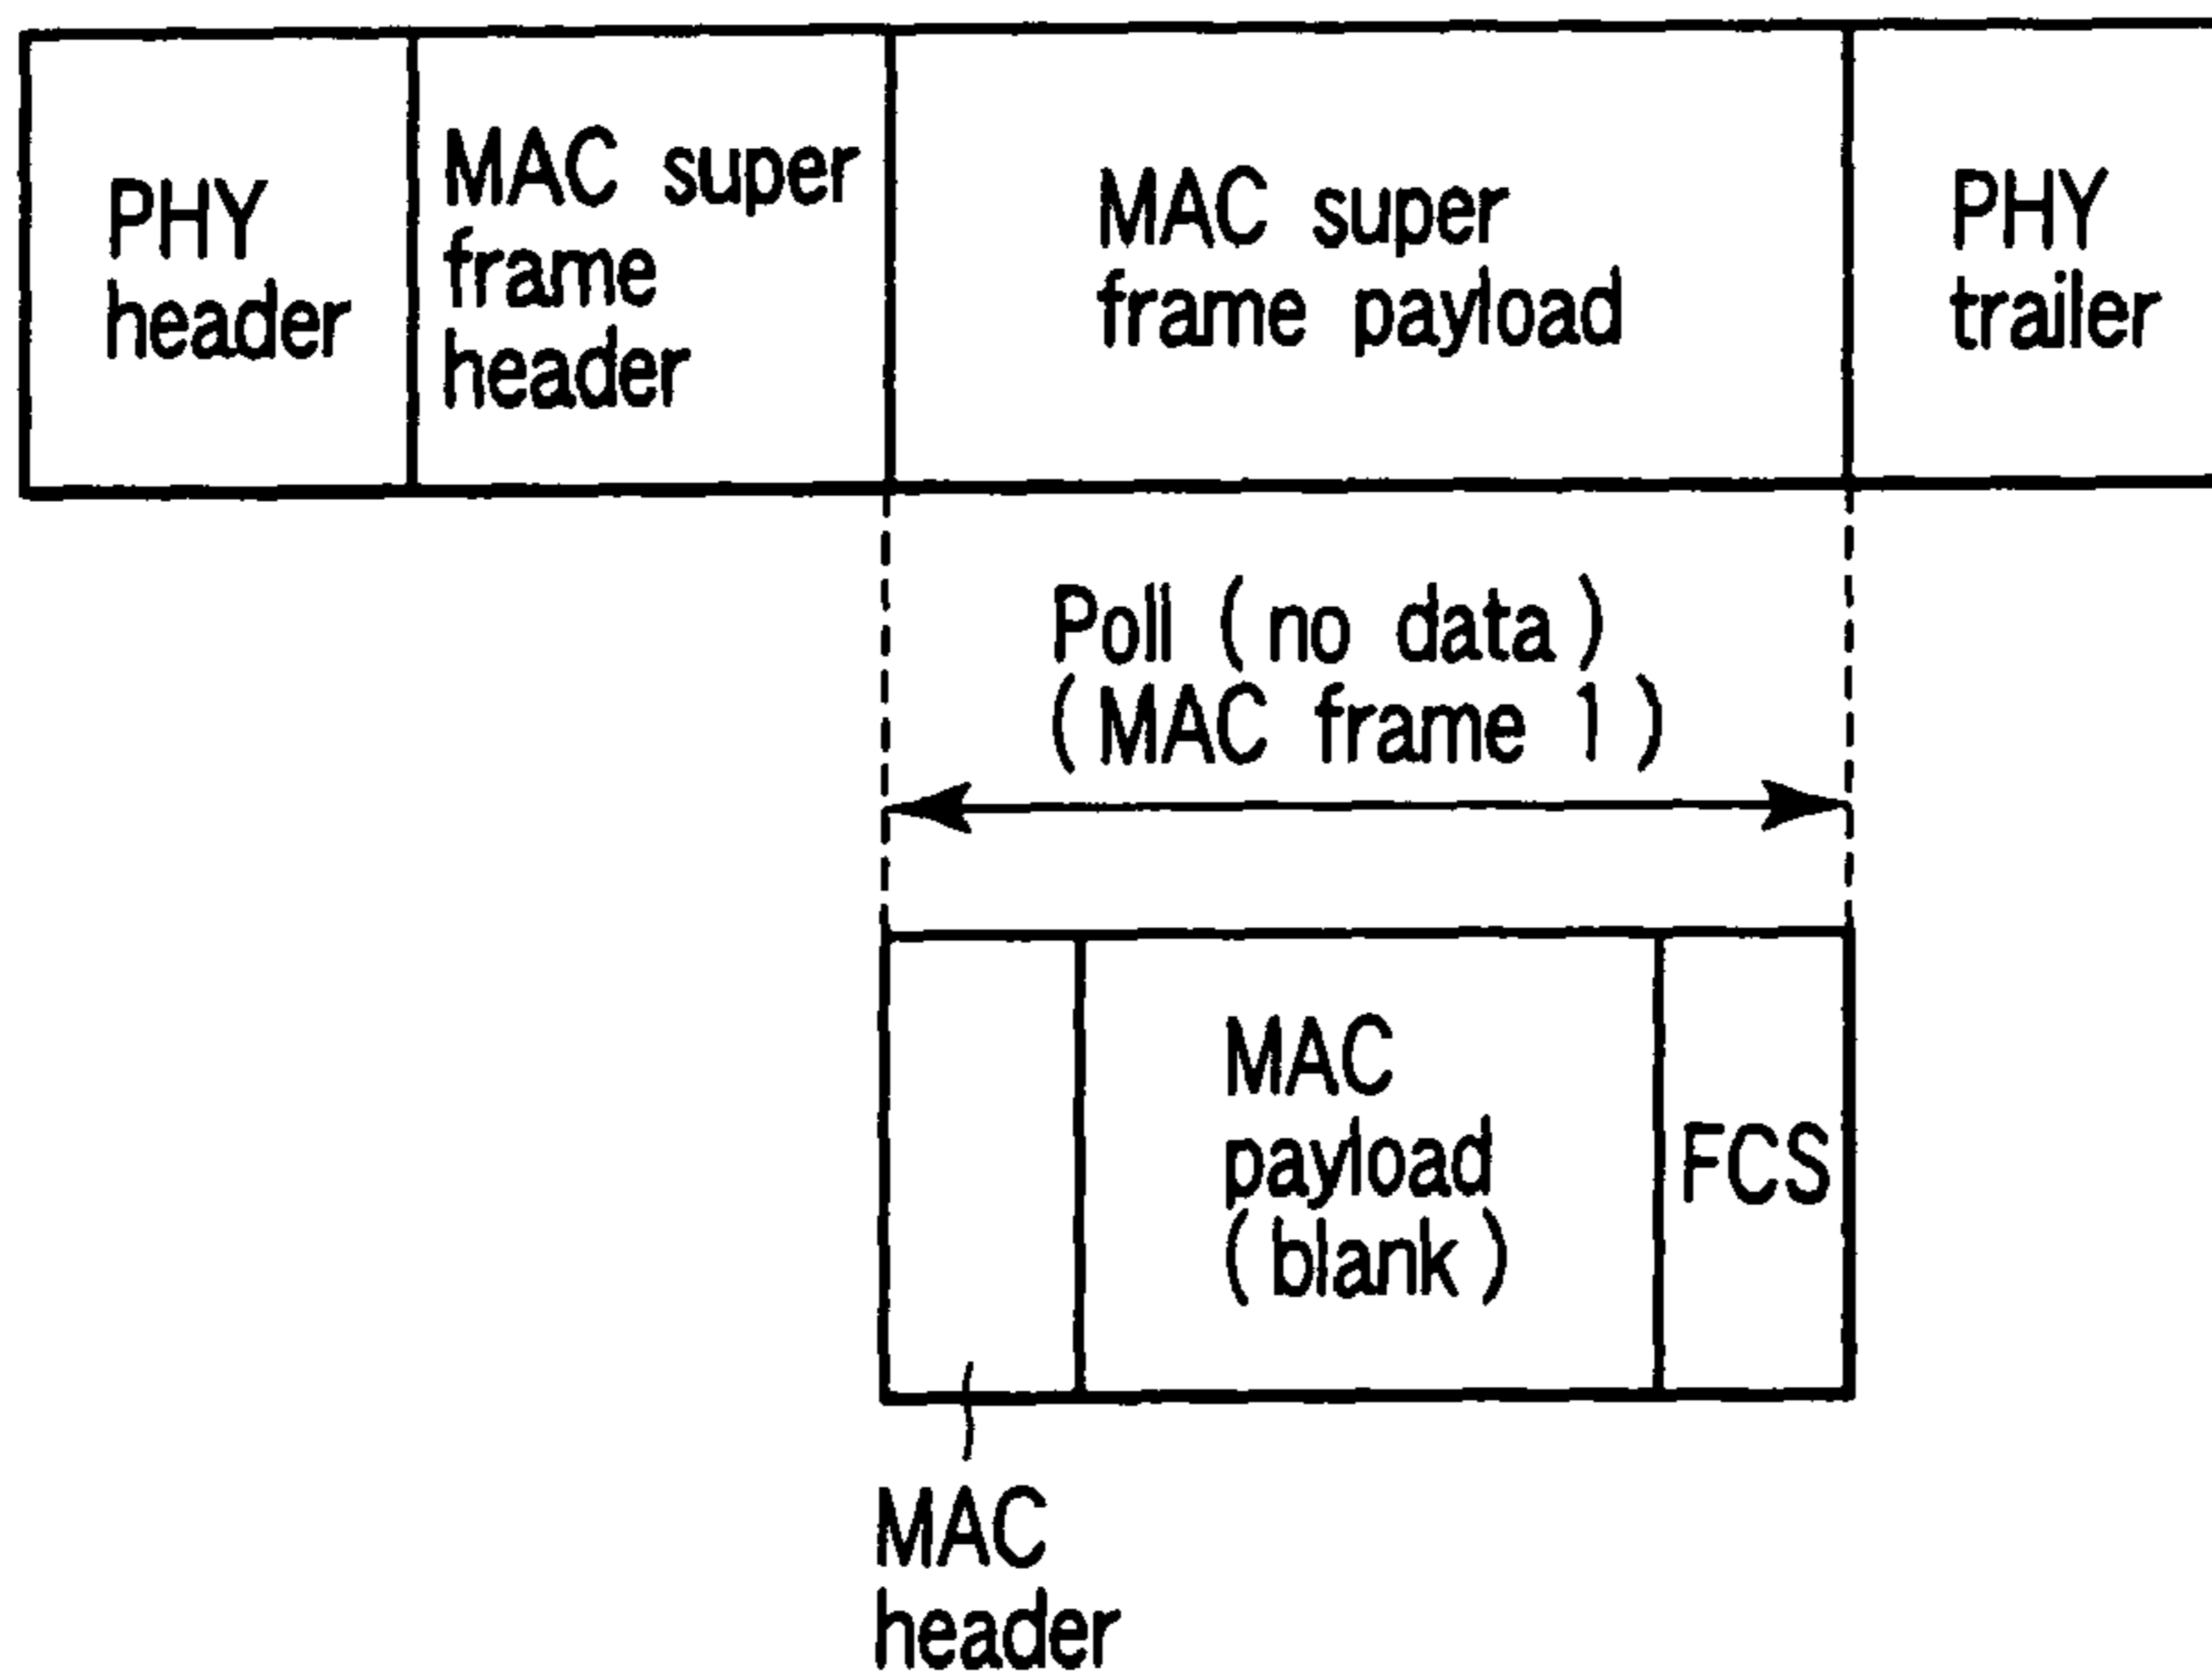 PHY
header
MAC super
frame
header
MAC super
frame payload
PHY
trailer
Poll (no data)
(MAC frame 1)
MAC
payload
(blank)
FCS
MAC
header